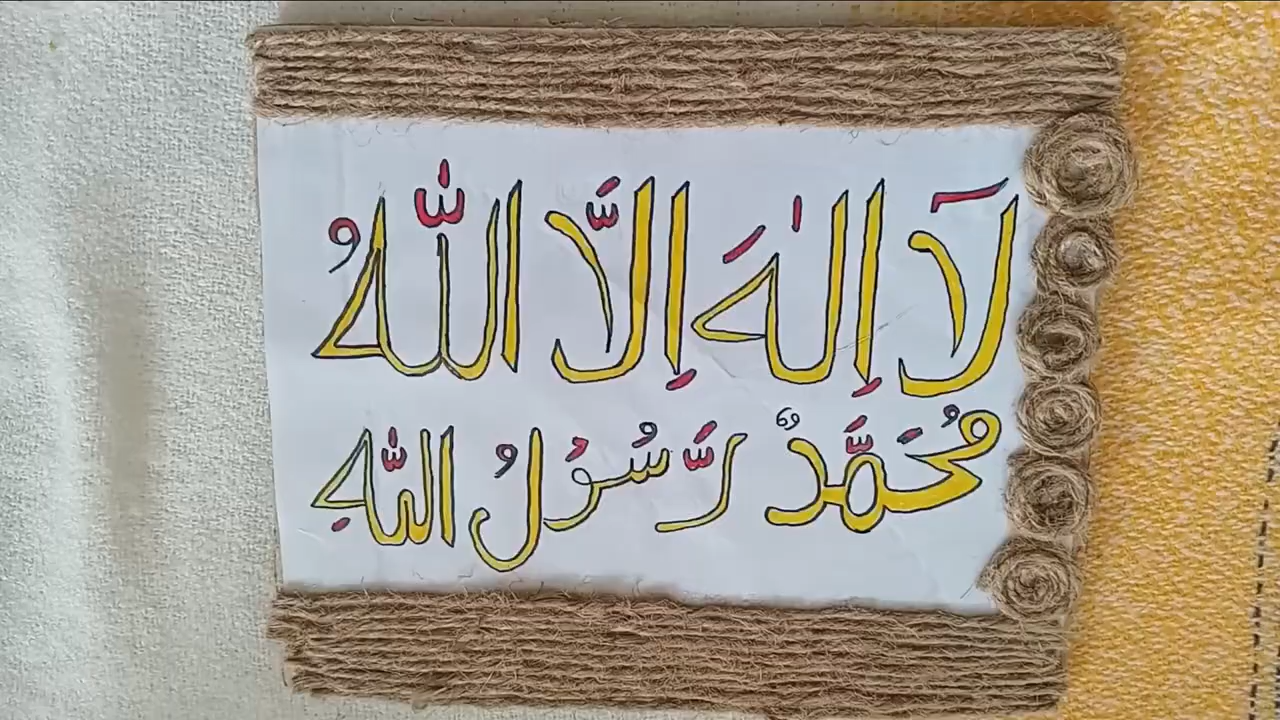 لَآ اِلٰهَ اِلَّا اللّٰهُ
مُحَمَّدٌ رَّسُوْلُ اللّٰهِ